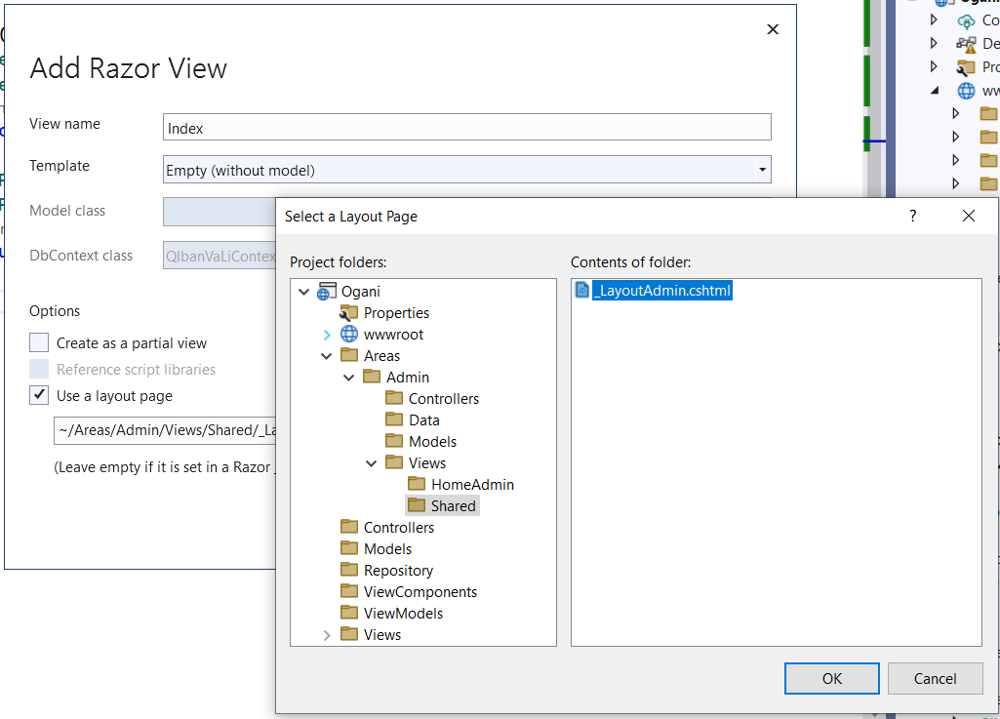 Add Razor View
View name
Index
Template
Empty (without model)
Model class
DbContext class
QlbanVaLiContex
Options
Create as a partial view
Reference script libraries
Use a layout page
~/Areas/Admin/Views/Shared/_La
(Leave empty if it is set in a Razor _
Select a Layout Page
?
Project folders:
Contents of folder:
Ogani
Properties
wwwroot
Areas
Admin
Controllers
Data
Models
Views
HomeAdmin
Shared
Controllers
Models
Repository
ViewComponents
ViewModels
Views
_LayoutAdmin.cshtml
OK
Cancel
Co
De
Pro
ww